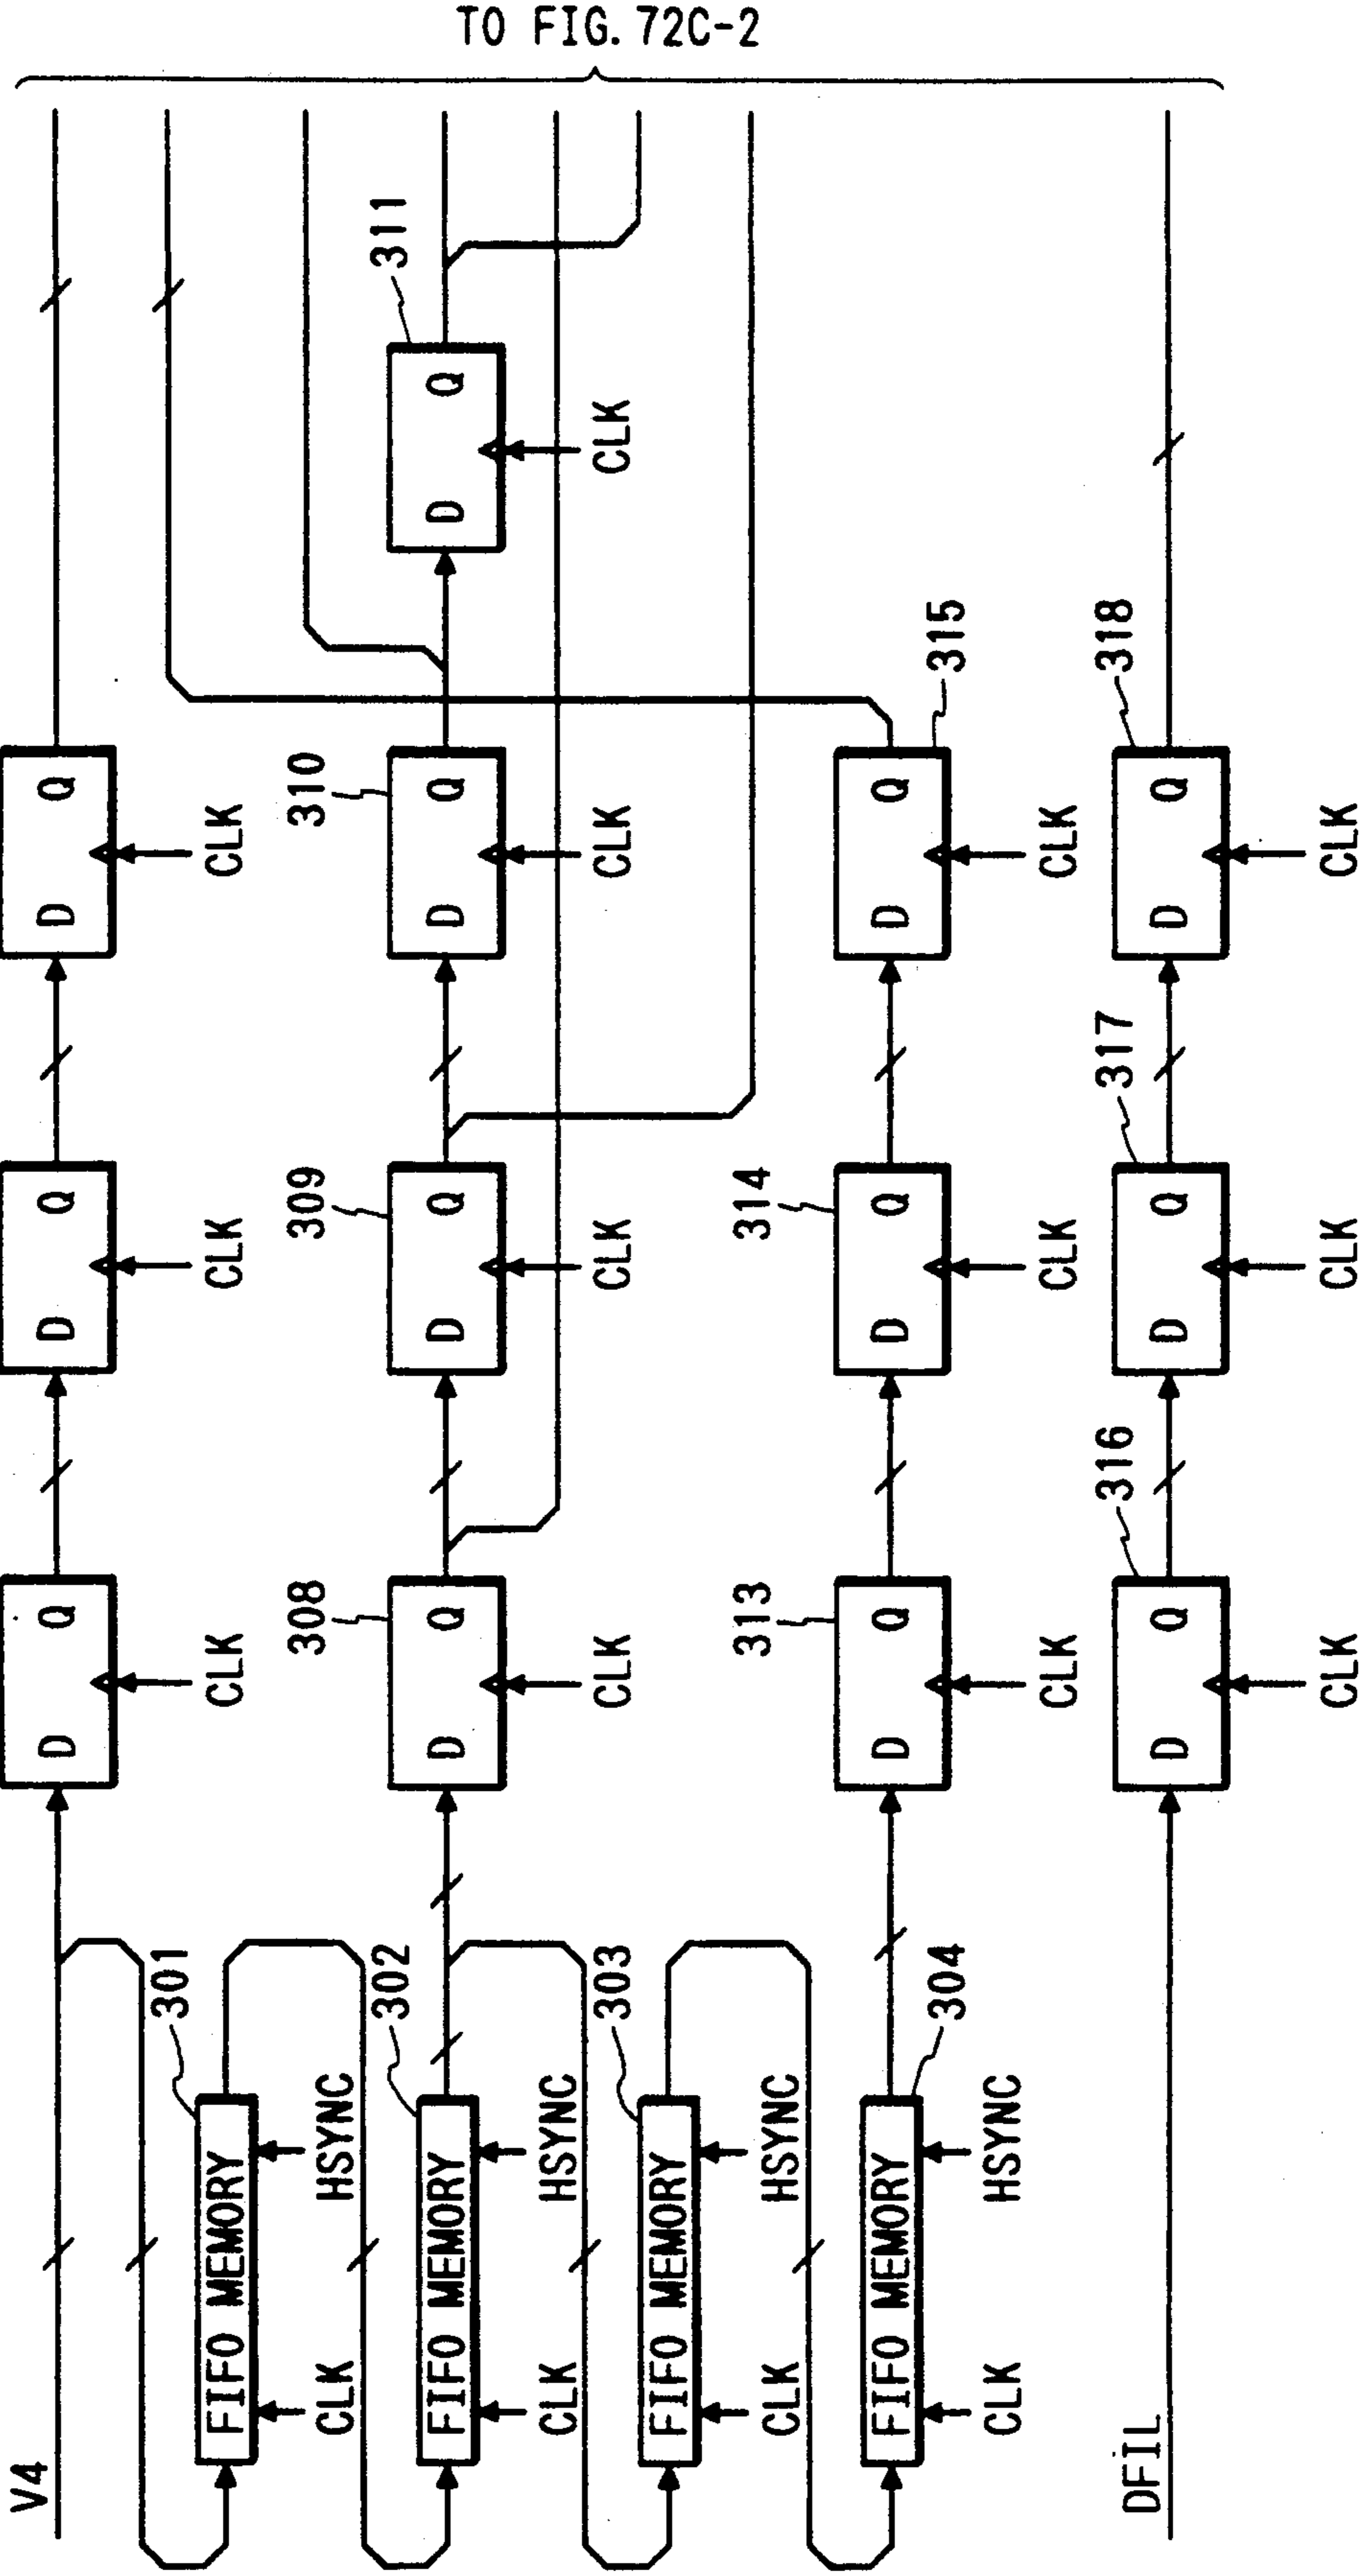 TO FIG. 72C-2
V4
D Q
D Q
D Q
CLK
CLK
CLK
301
FIFO MEMORY
CLK
HSYNC
308
309
310
311
302
FIFO MEMORY
D Q
D Q
D Q
D Q
CLK
HSYNC
CLK
CLK
CLK
CLK
303
FIFO MEMORY
CLK
HSYNC
313
314
315
304
FIFO MEMORY
D Q
D Q
D Q
CLK
HSYNC
CLK
CLK
CLK
316
317
318
DFIL
D Q
D Q
D Q
CLK
CLK
CLK